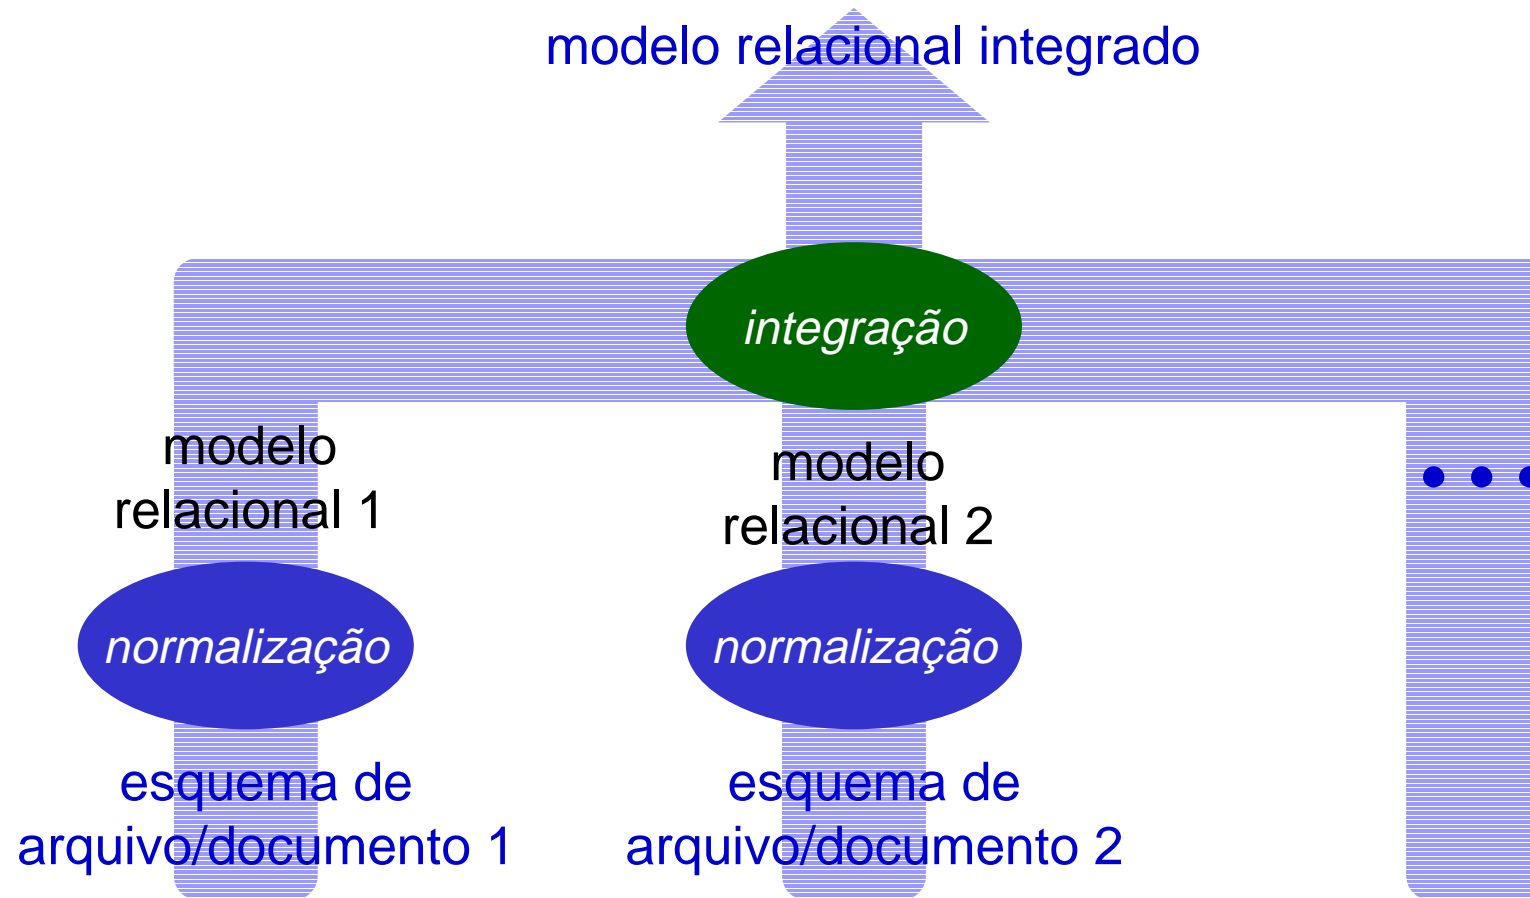 modelo relacional integrado
integração
modelo
relacional 1
modelo
relacional 2
• • •
normalização
normalização
esquema de
arquivo/documento 1
esquema de
arquivo/documento 2